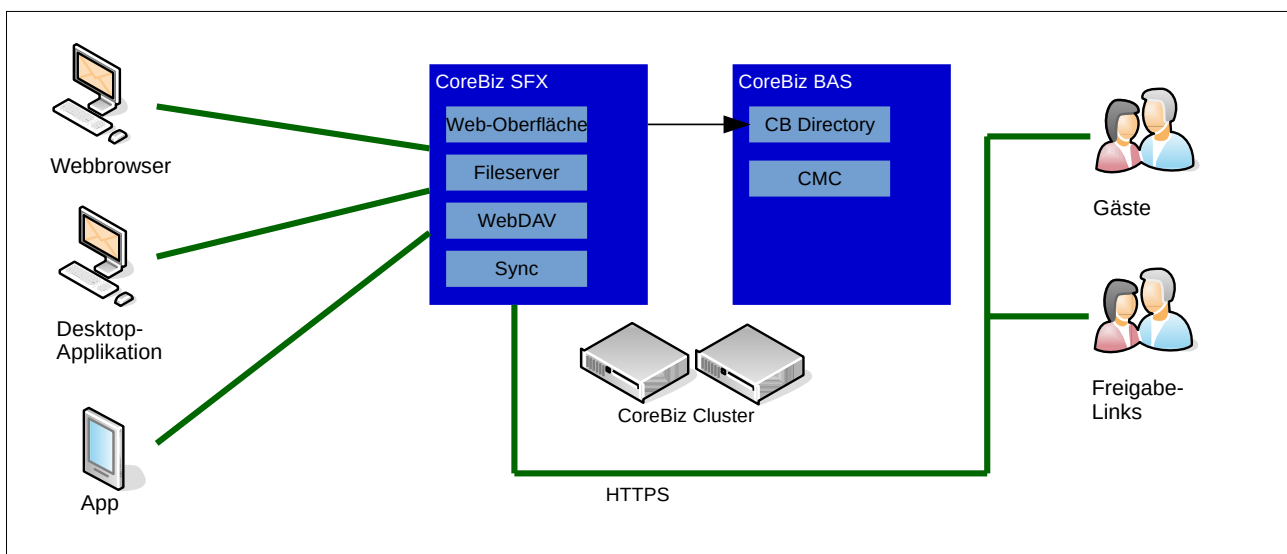 CoreBiz SFX
CoreBiz BAS
Web-Oberfläche
CB Directory
Webbrowser
Fileserver
CMC
WebDAV
Gäste
Sync
Desktop-
Applikation
CoreBiz Cluster
Freigabe-
Links
App
HTTPS